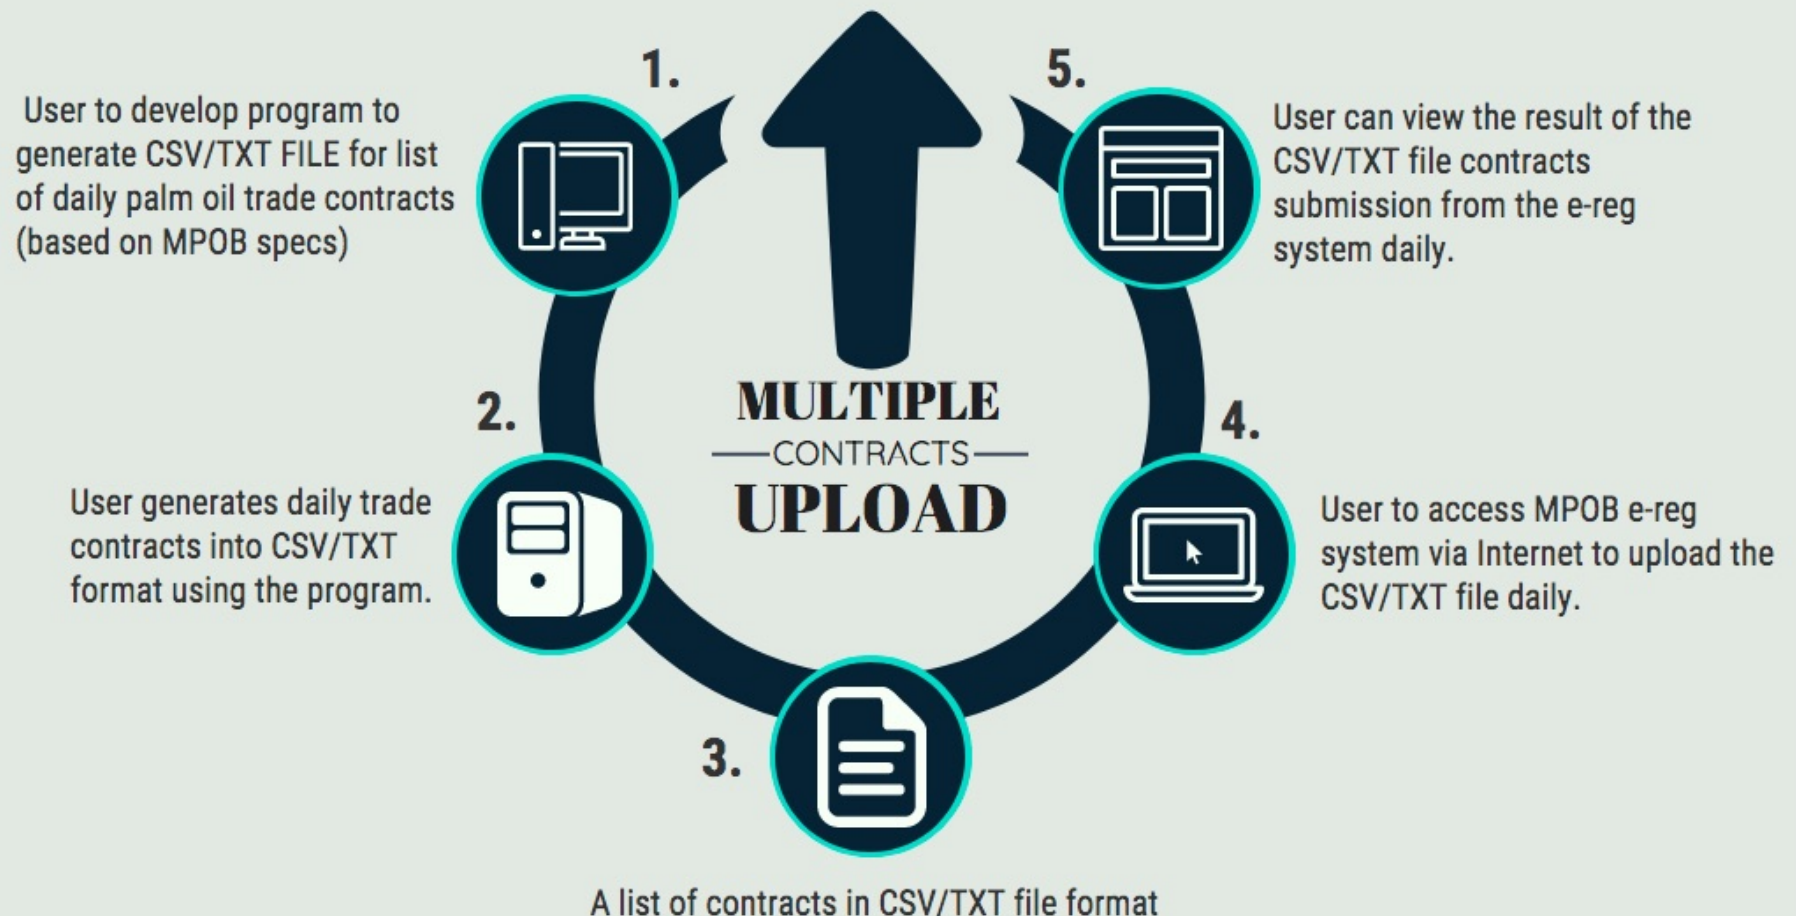 1.
User to develop program to
generate CSV/TXT FILE for list
of daily palm oil trade contracts
(based on MPOB specs)
2.
User generates daily trade
contracts into CSV/TXT
format using the program.
3.
A list of contracts in CSV/TXT file format
4.
User to access MPOB e-reg
system via Internet to upload the
CSV/TXT file daily.
5.
User can view the result of the
CSV/TXT file contracts
submission from the e-reg
system daily.
MULTIPLE
CONTRACTS
UPLOAD